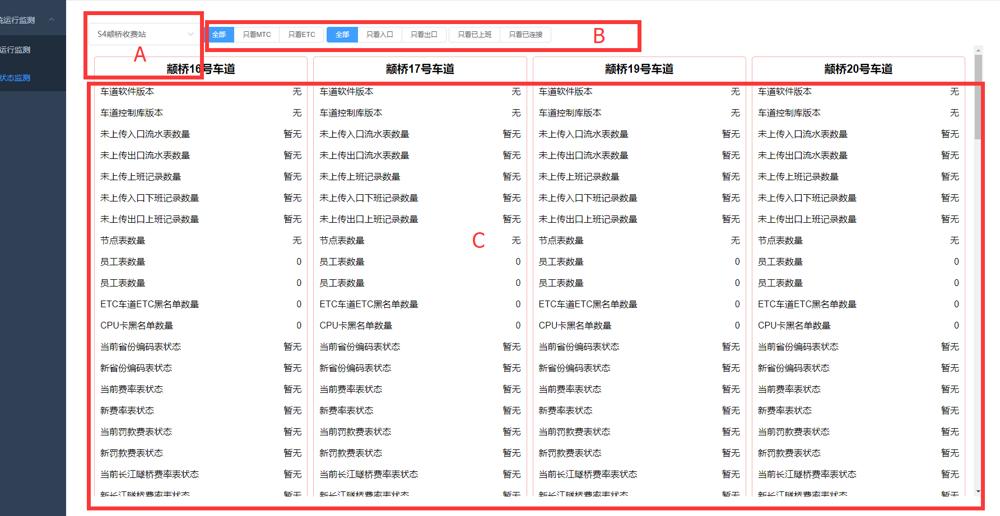 统运行监测
运行监测
状态监测
S4颛桥收费站
A
全部 只看MTC 只看ETC 全部 只看入口 只看出口 只看已上班 只看已连接
B
颛桥16号车道 颛桥17号车道 颛桥19号车道 颛桥20号车道
车道软件版本 无 车道软件版本 无 车道软件版本 无 车道软件版本 无
车道控制库版本 无 车道控制库版本 无 车道控制库版本 无 车道控制库版本 无
未上传入口流水表数量 暂无 未上传入口流水表数量 暂无 未上传入口流水表数量 暂无 未上传入口流水表数量 暂无
未上传出口流水表数量 暂无 未上传出口流水表数量 暂无 未上传出口流水表数量 暂无 未上传出口流水表数量 暂无
未上传上班记录数量 暂无 未上传上班记录数量 暂无 未上传上班记录数量 暂无 未上传上班记录数量 暂无
未上传入口下班记录数量 暂无 未上传入口下班记录数量 暂无 未上传入口下班记录数量 暂无 未上传入口下班记录数量 暂无
未上传出口上班记录数量 暂无 未上传出口上班记录数量 暂无 未上传出口上班记录数量 暂无 未上传出口上班记录数量 暂无
节点表数量 无 节点表数量 无 节点表数量 无 节点表数量 无
C
员工表数量 0 员工表数量 0 员工表数量 0 员工表数量 0
员工表数量 0 员工表数量 0 员工表数量 0 员工表数量 0
ETC车道ETC黑名单数量 0 ETC车道ETC黑名单数量 0 ETC车道ETC黑名单数量 0 ETC车道ETC黑名单数量 0
CPU卡黑名单数量 0 CPU卡黑名单数量 0 CPU卡黑名单数量 0 CPU卡黑名单数量 0
当前省份编码表状态 暂无 当前省份编码表状态 暂无 当前省份编码表状态 暂无 当前省份编码表状态 暂无
新省份编码表状态 暂无 新省份编码表状态 暂无 新省份编码表状态 暂无 新省份编码表状态 暂无
当前费率表状态 暂无 当前费率表状态 暂无 当前费率表状态 暂无 当前费率表状态 暂无
新费率表状态 暂无 新费率表状态 暂无 新费率表状态 暂无 新费率表状态 暂无
当前罚款费表状态 暂无 当前罚款费表状态 暂无 当前罚款费表状态 暂无 当前罚款费表状态 暂无
新罚款费表状态 暂无 新罚款费表状态 暂无 新罚款费表状态 暂无 新罚款费表状态 暂无
当前长江隧桥费率表状态 暂无 当前长江隧桥费率表状态 暂无 当前长江隧桥费率表状态 暂无 当前长江隧桥费率表状态 暂无
新长江隧桥费率表状态 暂无 新长江隧桥费率表状态 暂无 新长江隧桥费率表状态 暂无 新长江隧桥费率表状态 暂无